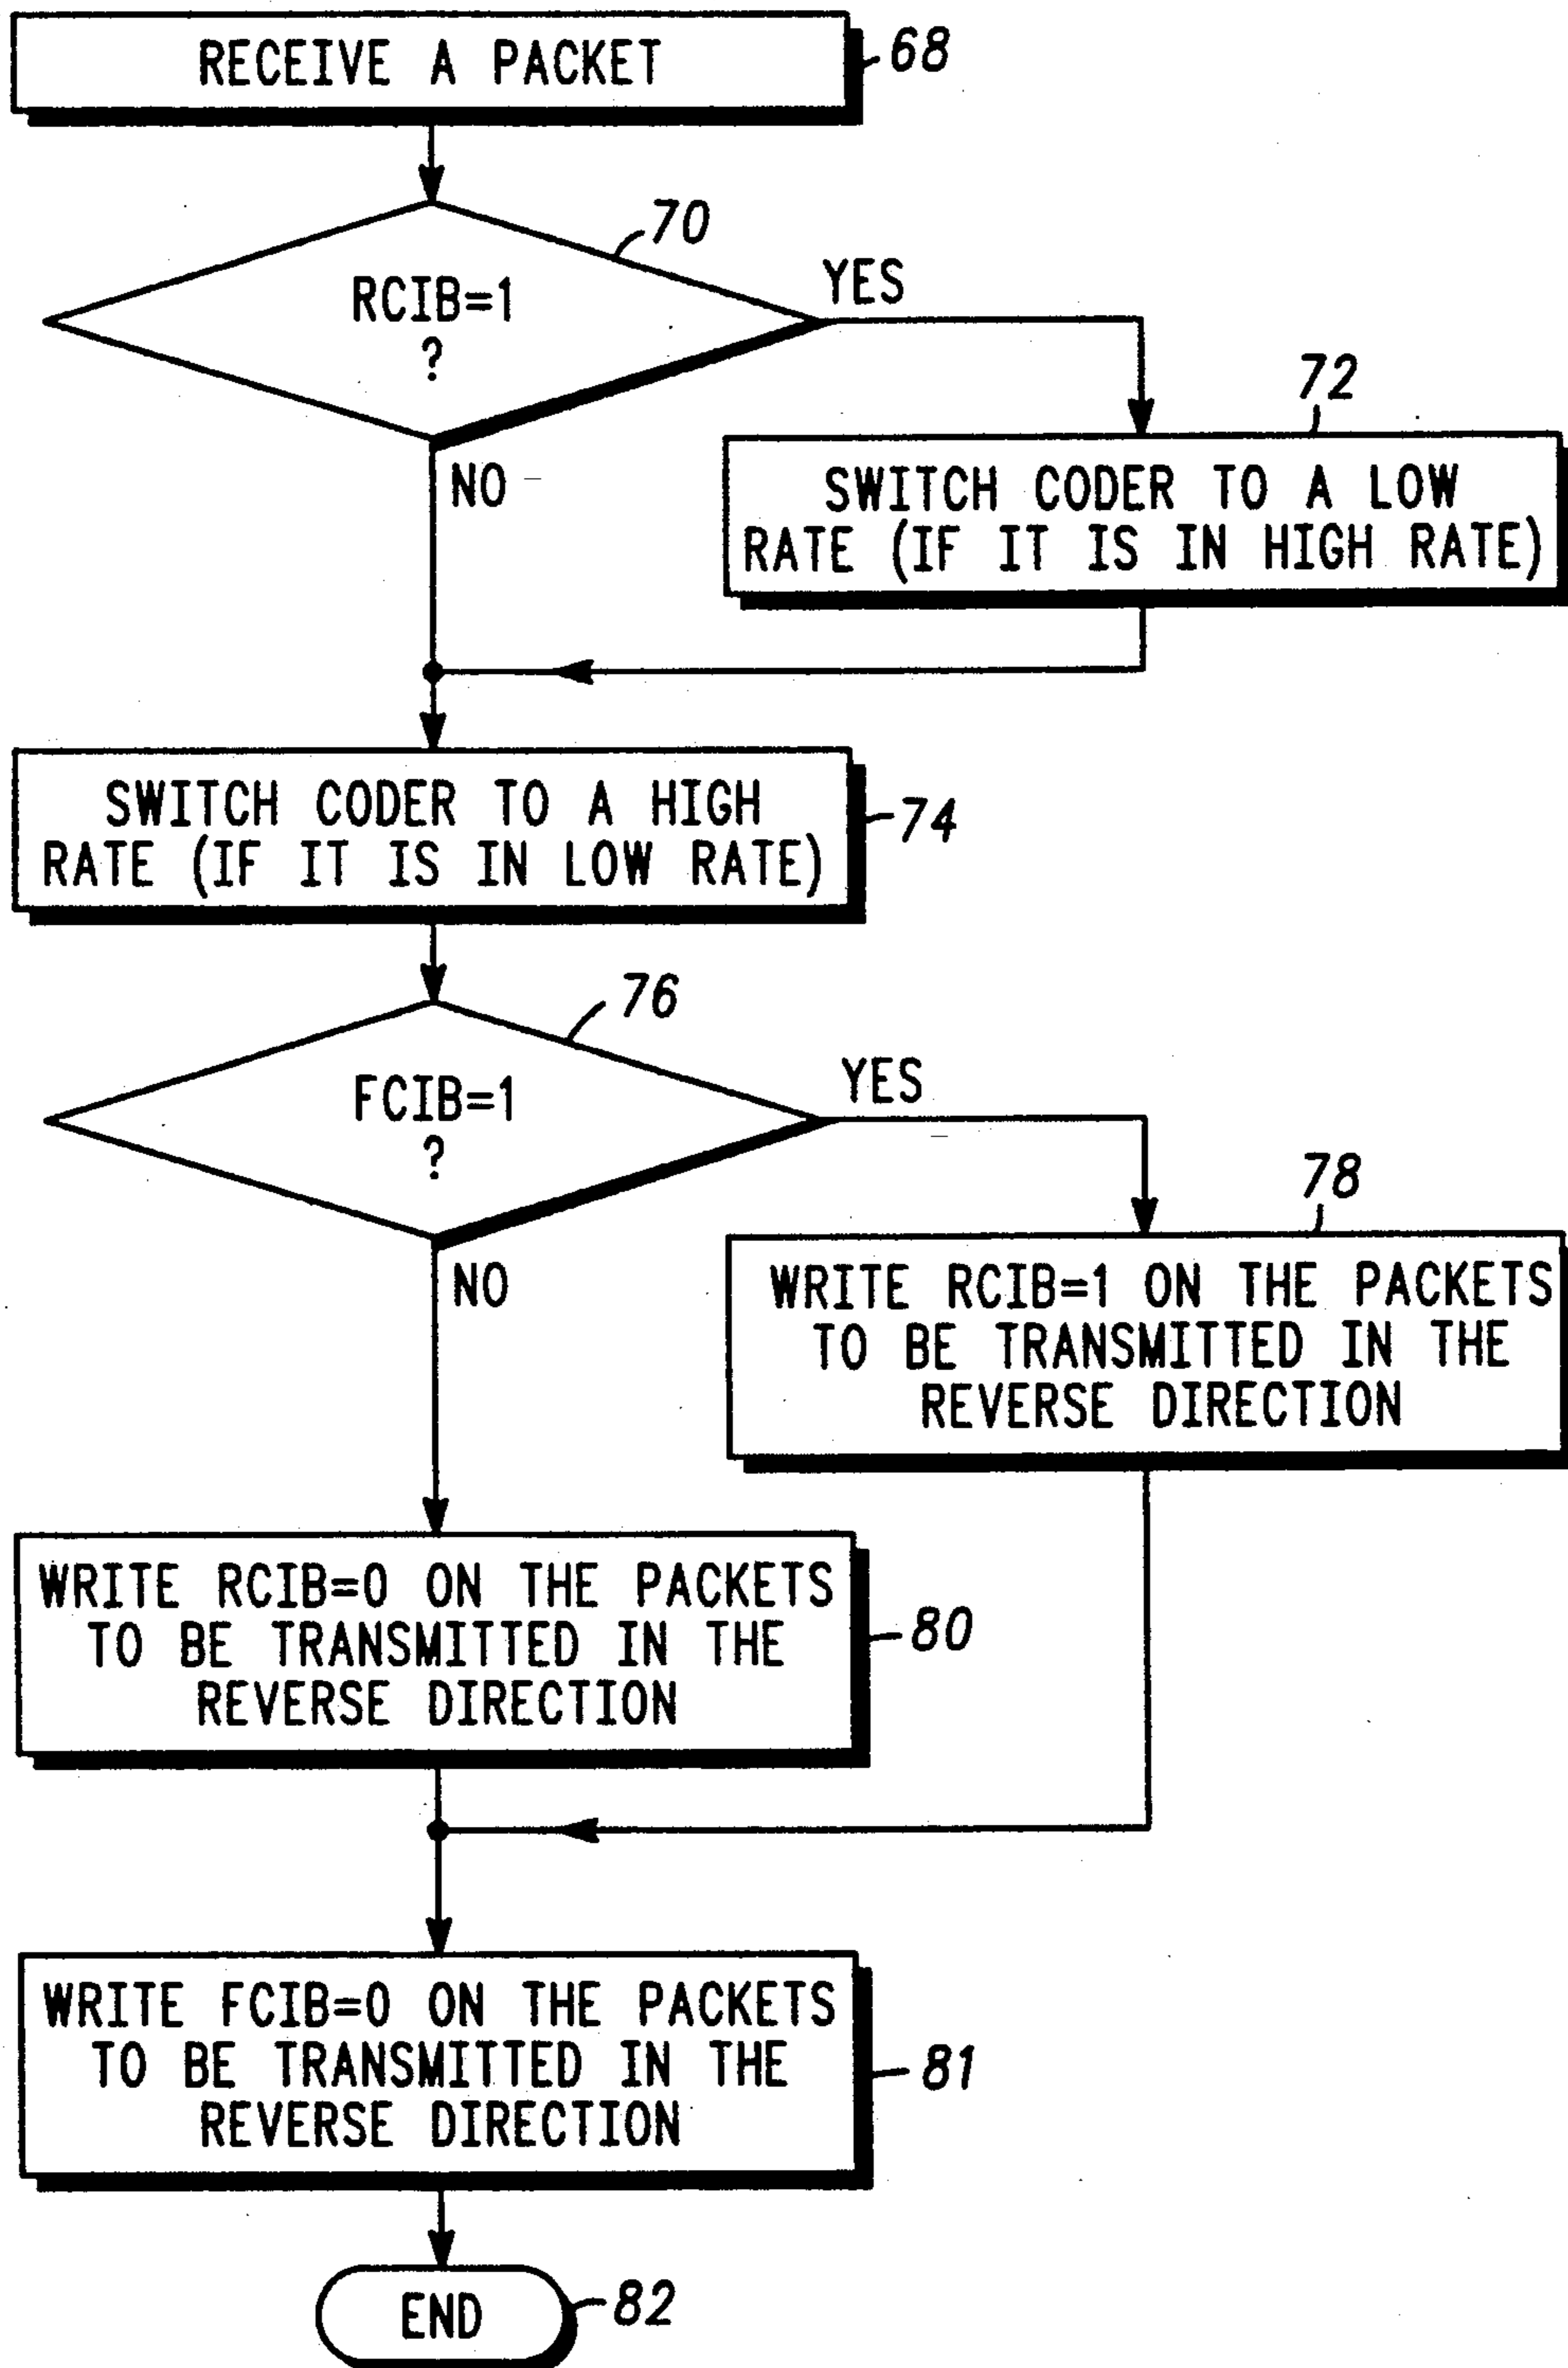 RECEIVE A PACKET
68
70
RCIB=1
?
YES
NO
72
SWITCH CODER TO A LOW
RATE (IF IT IS IN HIGH RATE)
SWITCH CODER TO A HIGH
RATE (IF IT IS IN LOW RATE)
74
76
FCIB=1
?
YES
NO
78
WRITE RCIB=1 ON THE PACKETS
TO BE TRANSMITTED IN THE
REVERSE DIRECTION
WRITE RCIB=0 ON THE PACKETS
TO BE TRANSMITTED IN THE
REVERSE DIRECTION
80
WRITE FCIB=0 ON THE PACKETS
TO BE TRANSMITTED IN THE
REVERSE DIRECTION
81
END
82